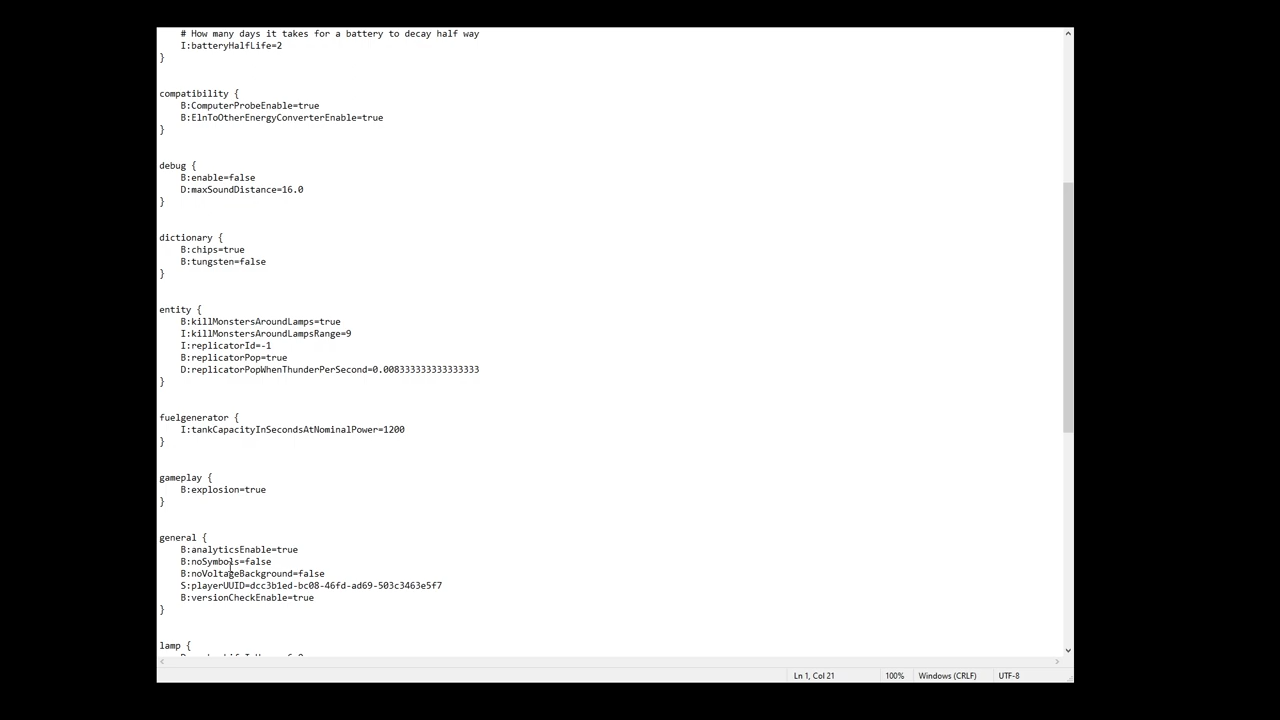 # How many days it takes for a battery to decay half way
I:batteryHalfLife=2
}
compatibility {
B:ComputerProbeEnable=true
B:ElnToOtherEnergyConverterEnable=true
}
debug {
B:enable=false
D:maxSoundDistance=16.0
}
dictionary {
B:chips=true
B:tungsten=false
}
entity {
B:killMonstersAroundLamps=true
I:killMonstersAroundLampsRange=9
I:replicatorId=-1
B:replicatorPop=true
D:replicatorPopWhenThunderPerSecond=0.008333333333333333
}
fuelgenerator {
I:tankCapacityInSecondsAtNominalPower=1200
}
gameplay {
B:explosion=true
}
general {
B:analyticsEnable=true
B:noSymbols=false
B:noVoltageBackground=false
S:playerUUID=dcc3b1ed-bc08-46fd-ad69-503c3463e5f7
B:versionCheckEnable=true
}
lamp {
Ln 1, Col 21
100%
Windows (CRLF)
UTF-8